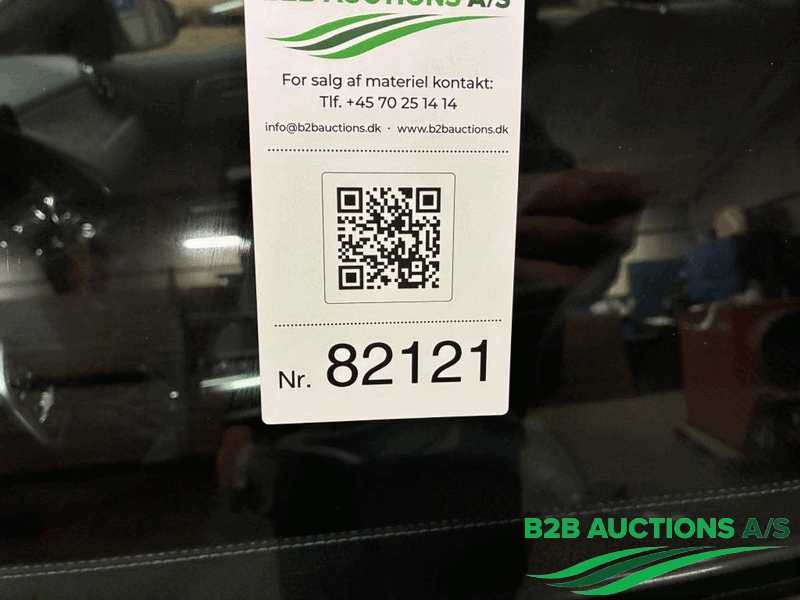 B2B AUCTIONS A/S
For salg af materiel kontakt:
Tlf. +45 70 25 14 14
info@b2bauctions.dk · www.b2bauctions.dk
Nr. 82121
B2B AUCTIONS A/S